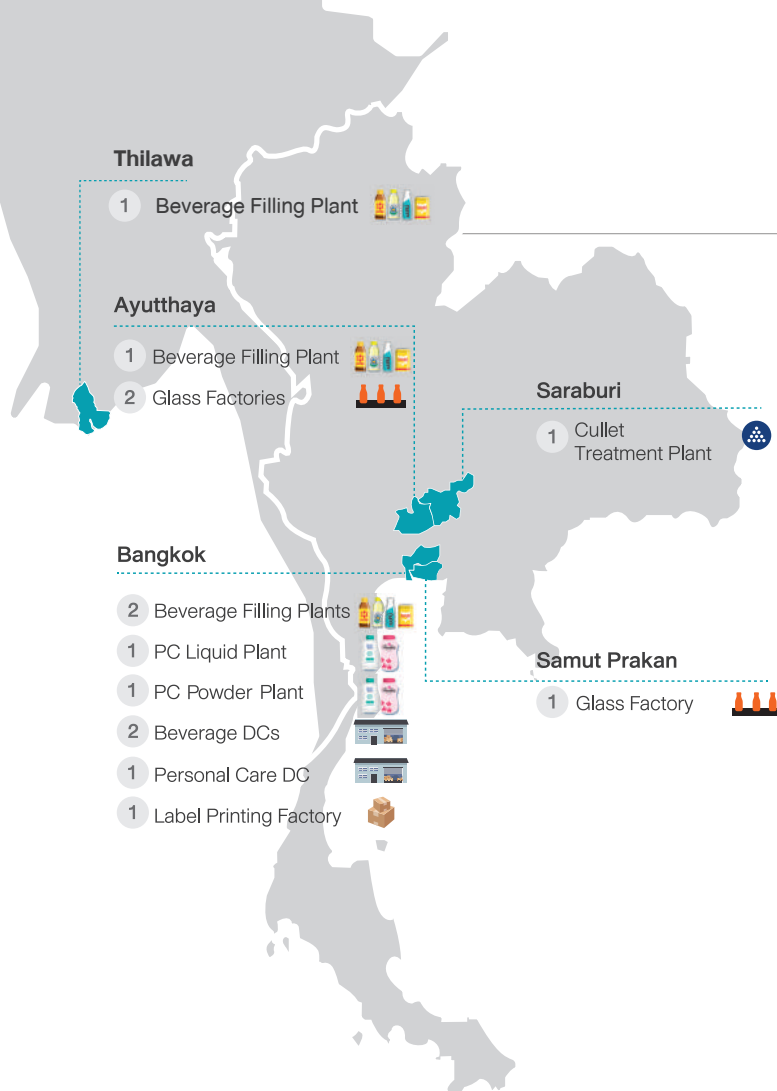 Thilawa
1 Beverage Filling Plant
Ayutthaya
1 Beverage Filling Plant
2 Glass Factories
Saraburi
1 Cullet
Treatment Plant
Bangkok
2 Beverage Filling Plants
1 PC Liquid Plant
1 PC Powder Plant
2 Beverage DCs
1 Personal Care DC
1 Label Printing Factory
Samut Prakan
1 Glass Factory